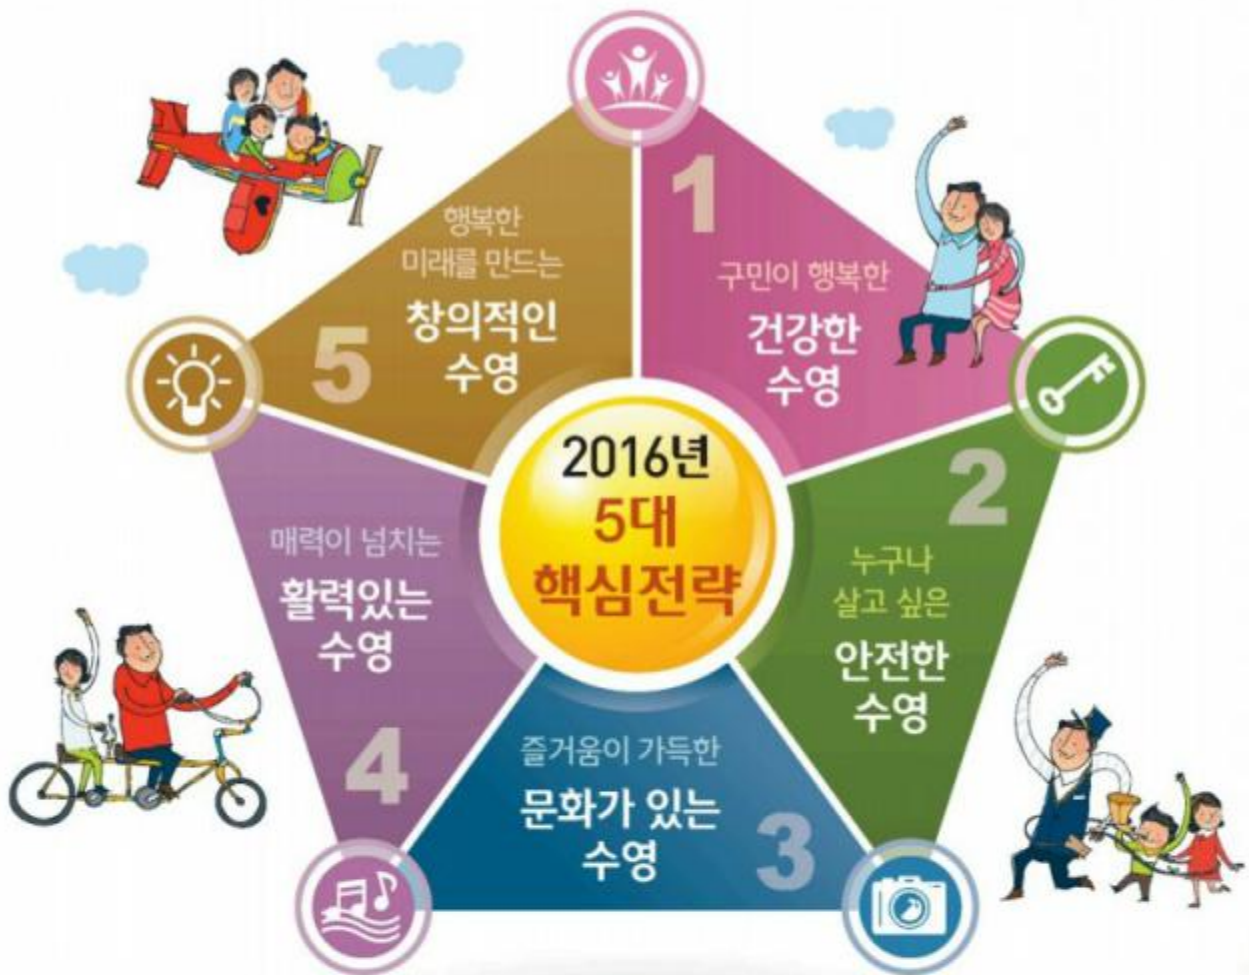 2016년
5대
핵심전략
1
구민이 행복한
건강한
수영
2
누구나
살고 싶은
안전한
수영
3
즐거움이 가득한
문화가 있는
수영
4
매력이 넘치는
활력있는
수영
5
행복한
미래를 만드는
창의적인
수영